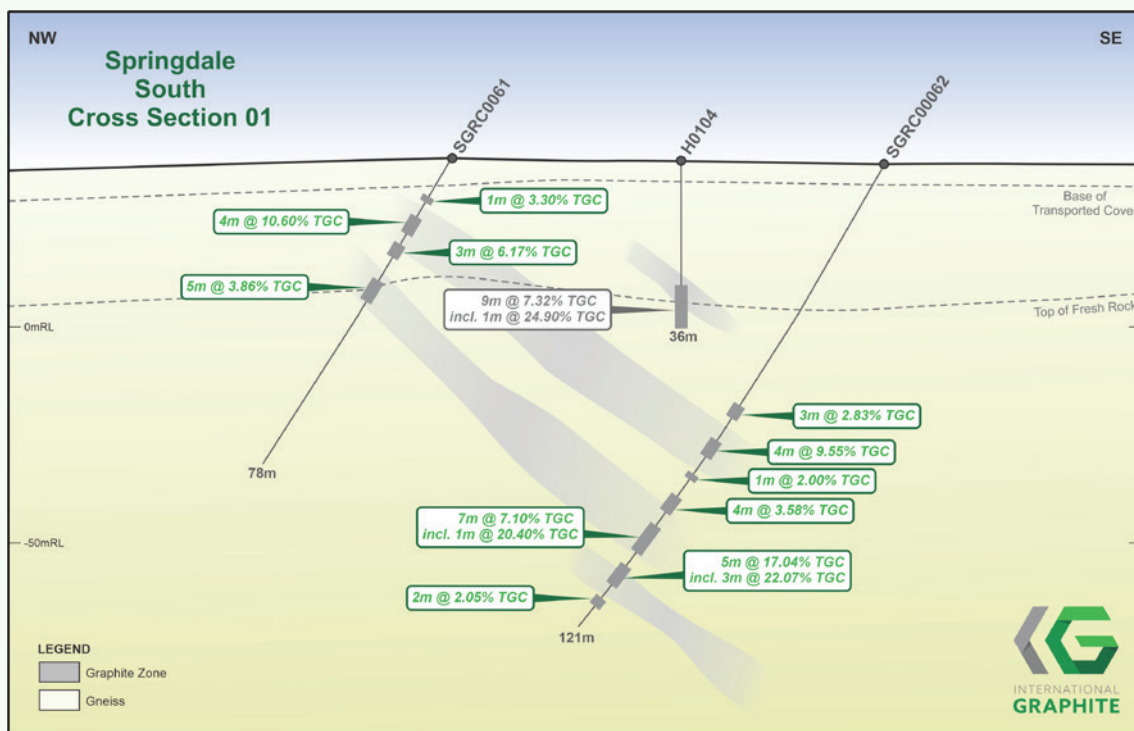 NW
SE
Springdale
South
Cross Section 01
SGRC0061
H0104
SGRC00062
Base of
Transported Cover
1m @ 3.30% TGC
4m @ 10.60% TGC
3m @ 6.17% TGC
5m @ 3.86% TGC
9m @ 7.32% TGC
incl. 1m @ 24.90% TGC
Top of Fresh Rock
0mRL
36m
3m @ 2.83% TGC
4m @ 9.55% TGC
78m
1m @ 2.00% TGC
4m @ 3.58% TGC
7m @ 7.10% TGC
incl. 1m @ 20.40% TGC
-50mRL
5m @ 17.04% TGC
incl. 3m @ 22.07% TGC
2m @ 2.05% TGC
121m
LEGEND
Graphite Zone
Gneiss
INTERNATIONAL
GRAPHITE